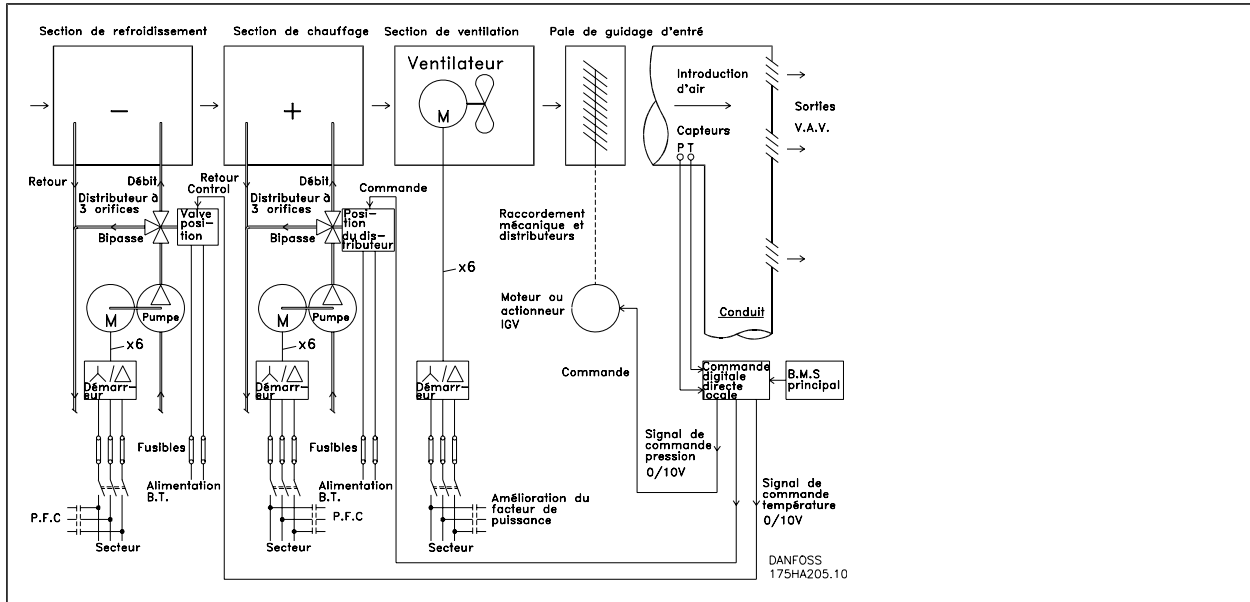 Section de refroidissement
Section de chauffage
Section de ventilation
Pale de guidage d'entré
Ventilateur
M
−
+
Introduction
d'air
Capteurs
P T
Sorties
V.A.V.
Retour
Débit
Distributeur à
3 orifices
Bipasse
Control
Valve
posi-
tion
Retour
Débit
Distributeur à
3 orifices
Bipasse
Commande
Posi-
tion
du dis-
tributeur
Raccordement
mécanique et
distributeurs
x6
M
Pumpe
x6
M
Pumpe
x6
Moteur ou
actionneur
IGV
Conduit
Commande
Démarr-
eur
Démarr-
eur
Démarr-
eur
Commande
digitale
directe
locale
B.M.S
principal
Fusibles
Fusibles
Signal de
commande
pression
0/10V
Alimentation
B.T.
Alimentation
B.T.
Signal de
commande
température
0/10V
Amélioration du
facteur de
puissance
P.F.C
P.F.C
Secteur
Secteur
Secteur
DANFOSS
175HA205.10